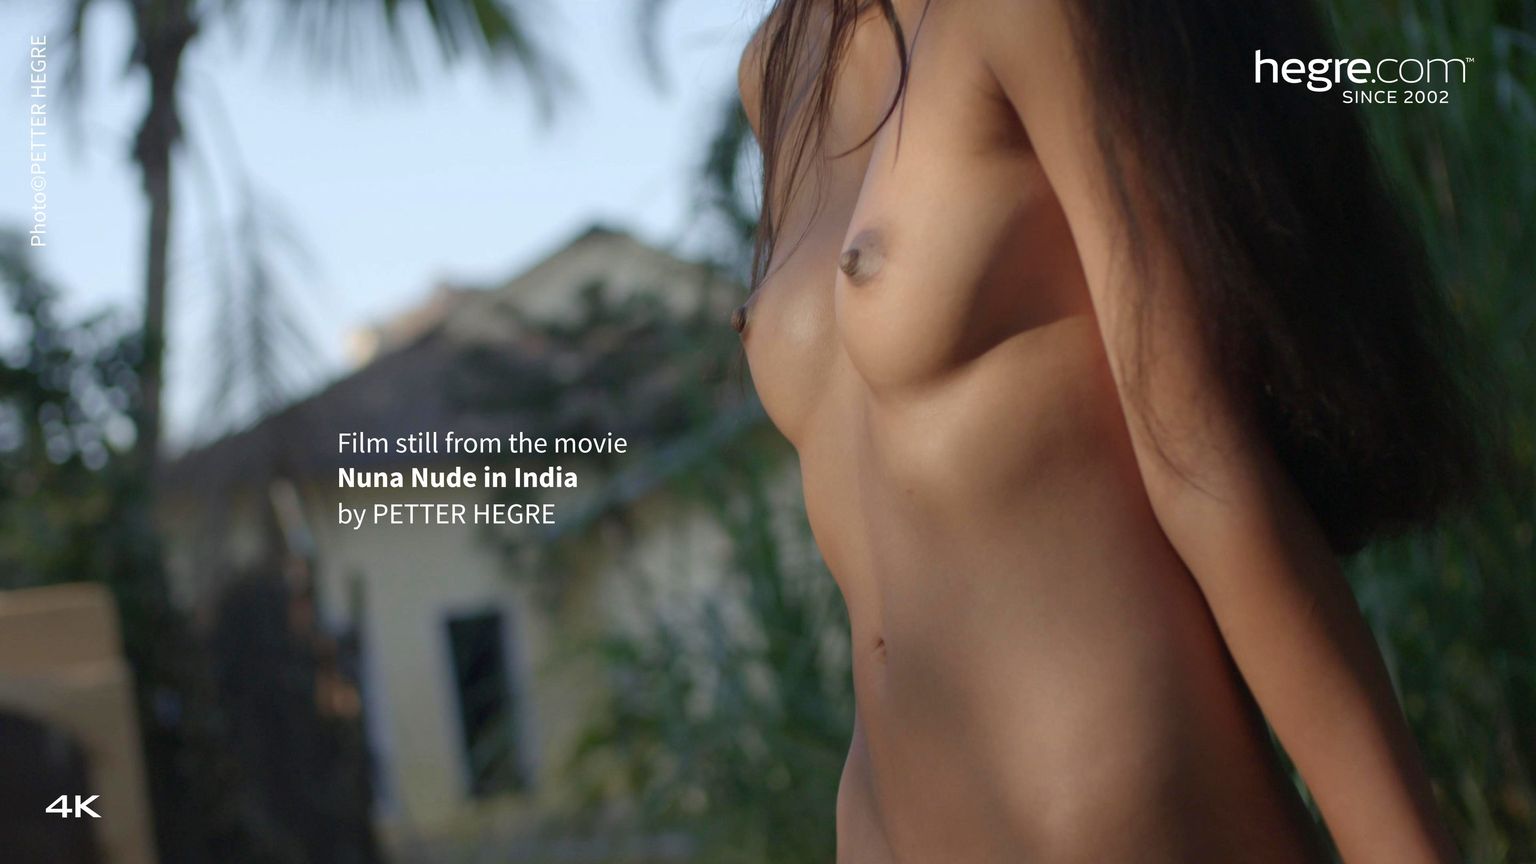 Photo©PETTER HEGRE
hegre.com™
SINCE 2002
Film still from the movie
Nuna Nude in India
by PETTER HEGRE
4K